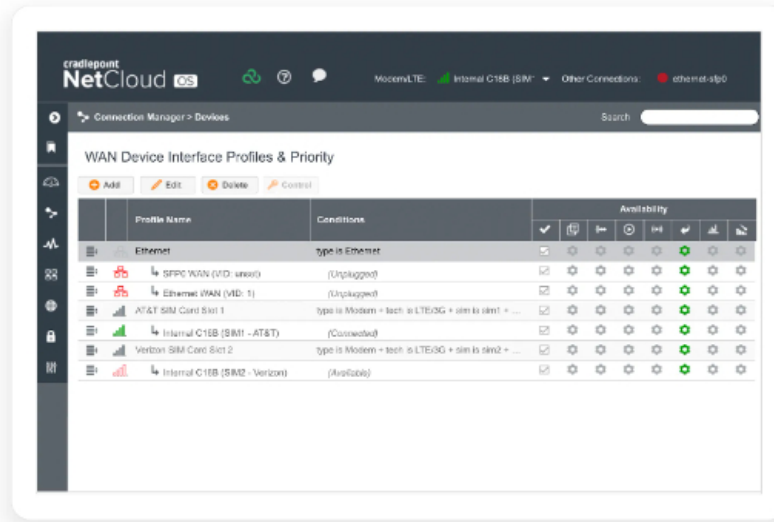 cradlepoint
NetCloud OS
Modem/LTE: Internal C16B (SIM1 Other Connections: ethernet-sfp0
Connection Manager > Devices Search
WAN Device Interface Profiles & Priority
Add Edit Delete Control
Availability
Profile Name Conditions
Ethernet type is Ethernet
SFP0 WAN (VID: unset) (Unplugged)
Ethernet WAN (VID: 1) (Unplugged)
AT&T SIM Card Slot 1 type is Modem + tech is LTE/3G + sim is sim1 + ...
Internal C16B (SIM1 - AT&T) (Connected)
Verizon SIM Card Slot 2 type is Modem + tech is LTE/3G + sim is sim2 + ...
Internal C16B (SIM2 - Verizon) (Available)